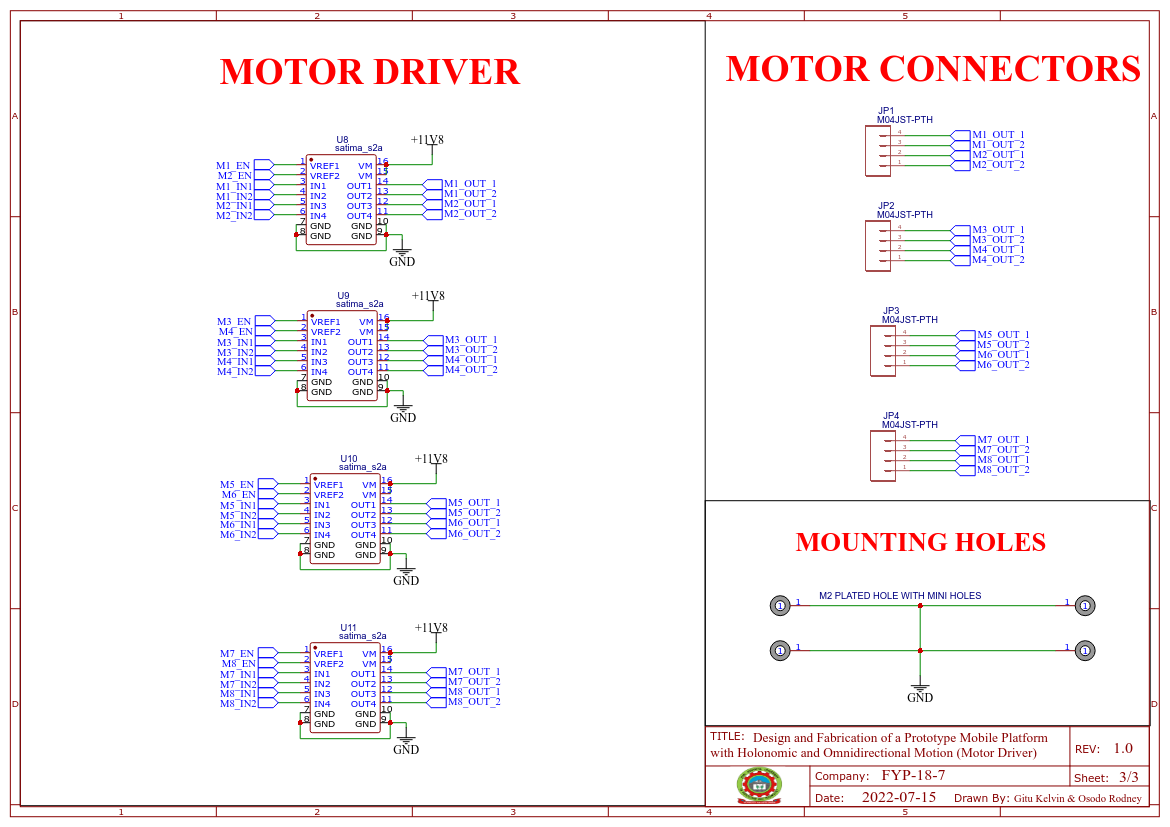 1 2 3 4 5
A A
B B
C C
D D
MOTOR DRIVER
U8
satima_s2a
+11V8
M1_EN 1 VREF1 VM 16
M2_EN 2 VREF2 VM 15
M1_IN1 3 IN1 OUT1 14 M1_OUT_1
M1_IN2 4 IN2 OUT2 13 M1_OUT_2
M2_IN1 5 IN3 OUT3 12 M2_OUT_1
M2_IN2 6 IN4 OUT4 11 M2_OUT_2
7 GND GND 10
8 GND GND 9
GND
U9
satima_s2a
+11V8
M3_EN 1 VREF1 VM 16
M4_EN 2 VREF2 VM 15
M3_IN1 3 IN1 OUT1 14 M3_OUT_1
M3_IN2 4 IN2 OUT2 13 M3_OUT_2
M4_IN1 5 IN3 OUT3 12 M4_OUT_1
M4_IN2 6 IN4 OUT4 11 M4_OUT_2
7 GND GND 10
8 GND GND 9
GND
U10
satima_s2a
+11V8
M5_EN 1 VREF1 VM 16
M6_EN 2 VREF2 VM 15
M5_IN1 3 IN1 OUT1 14 M5_OUT_1
M5_IN2 4 IN2 OUT2 13 M5_OUT_2
M6_IN1 5 IN3 OUT3 12 M6_OUT_1
M6_IN2 6 IN4 OUT4 11 M6_OUT_2
7 GND GND 10
8 GND GND 9
GND
U11
satima_s2a
+11V8
M7_EN 1 VREF1 VM 16
M8_EN 2 VREF2 VM 15
M7_IN1 3 IN1 OUT1 14 M7_OUT_1
M7_IN2 4 IN2 OUT2 13 M7_OUT_2
M8_IN1 5 IN3 OUT3 12 M8_OUT_1
M8_IN2 6 IN4 OUT4 11 M8_OUT_2
7 GND GND 10
8 GND GND 9
GND
MOTOR CONNECTORS
JP1
M04JST-PTH
4 M1_OUT_1
3 M1_OUT_2
2 M2_OUT_1
1 M2_OUT_2
JP2
M04JST-PTH
4 M3_OUT_1
3 M3_OUT_2
2 M4_OUT_1
1 M4_OUT_2
JP3
M04JST-PTH
4 M5_OUT_1
3 M5_OUT_2
2 M6_OUT_1
1 M6_OUT_2
JP4
M04JST-PTH
4 M7_OUT_1
3 M7_OUT_2
2 M8_OUT_1
1 M8_OUT_2
MOUNTING HOLES
M2 PLATED HOLE WITH MINI HOLES
1 1 1 1
1 1 1 1
GND
TITLE: Design and Fabrication of a Prototype Mobile Platform
with Holonomic and Omnidirectional Motion (Motor Driver)
REV: 1.0
Company: FYP-18-7
Sheet: 3/3
Date: 2022-07-15 Drawn By: Gitu Kelvin & Osodo Rodney
1 2 3 4 5